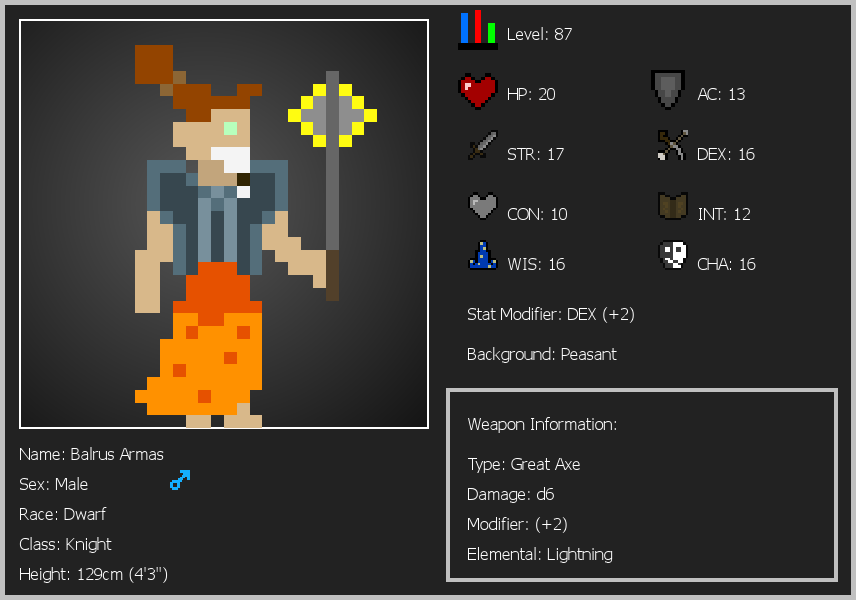 Level: 87
HP: 20
AC: 13
STR: 17
DEX: 16
CON: 10
INT: 12
WIS: 16
CHA: 16
Stat Modifier: DEX (+2)
Background: Peasant
Weapon Information:
Type: Great Axe
Damage: d6
Modifier: (+2)
Elemental: Lightning
Name: Balrus Armas
Sex: Male
Race: Dwarf
Class: Knight
Height: 129cm (4'3")